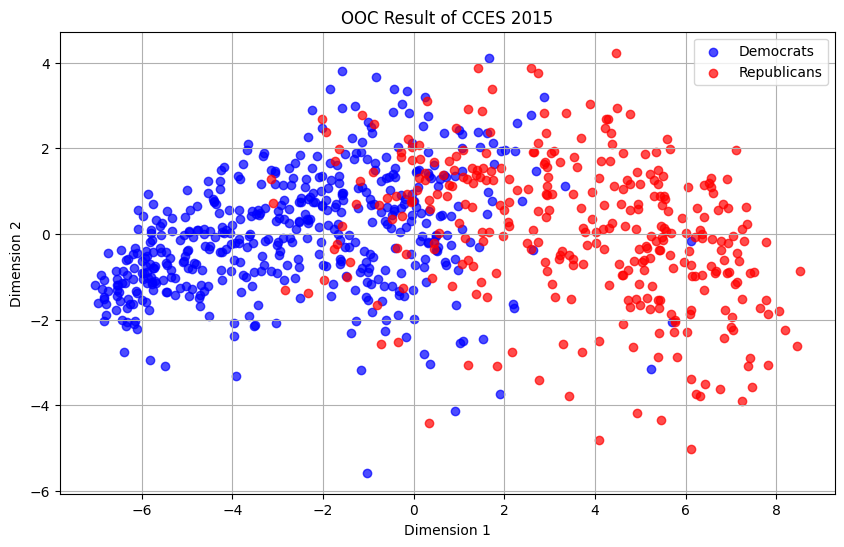 OOC Result of CCES 2015
Democrats
Republicans
Dimension 2
4
2
0
−2
−4
−6
−6
−4
−2
0
2
4
6
8
Dimension 1